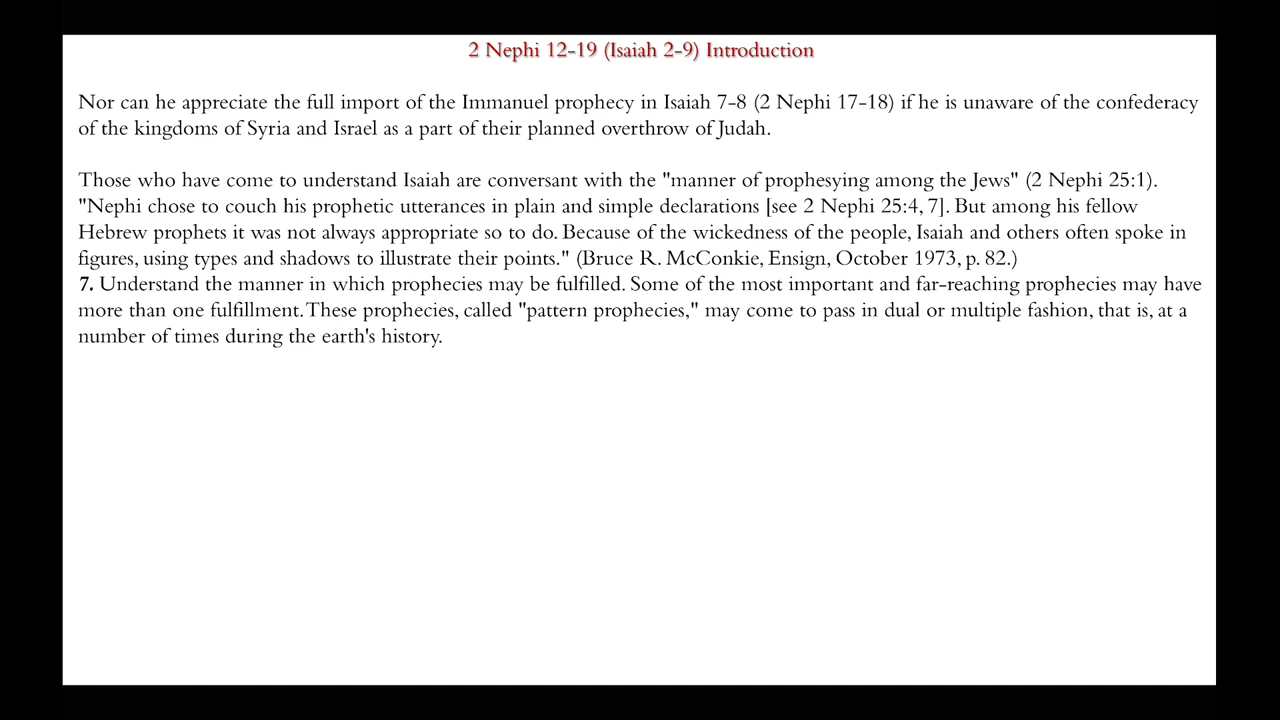 2 Nephi 12-19 (Isaiah 2-9) Introduction
Nor can he appreciate the full import of the Immanuel prophecy in Isaiah 7-8 (2 Nephi 17-18) if he is unaware of the confederacy
of the kingdoms of Syria and Israel as a part of their planned overthrow of Judah.
Those who have come to understand Isaiah are conversant with the "manner of prophesying among the Jews" (2 Nephi 25:1).
"Nephi chose to couch his prophetic utterances in plain and simple declarations [see 2 Nephi 25:4, 7]. But among his fellow
Hebrew prophets it was not always appropriate so to do. Because of the wickedness of the people, Isaiah and others often spoke in
figures, using types and shadows to illustrate their points." (Bruce R. McConkie, Ensign, October 1973, p. 82.)
7. Understand the manner in which prophecies may be fulfilled. Some of the most important and far-reaching prophecies may have
more than one fulfillment. These prophecies, called "pattern prophecies," may come to pass in dual or multiple fashion, that is, at a
number of times during the earth's history.